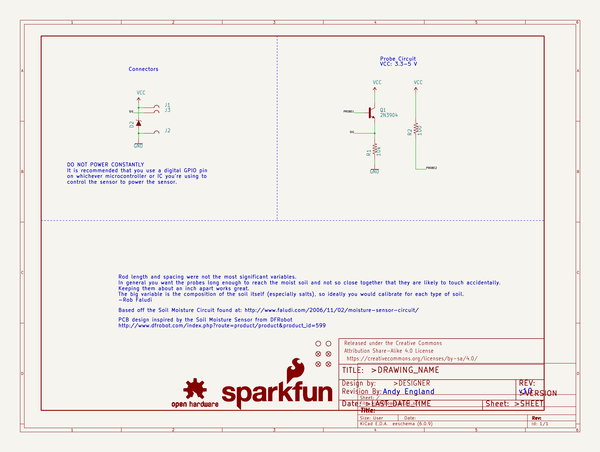 Connectors
VCC
J1
J3
D2
J2
GND
DO NOT POWER CONSTANTLY
It is recommended that you use a digital GPIO pin
on whichever microcontroller or IC you're using to
control the sensor to power the sensor.
Probe Circuit
VCC: 3.3-5 V
VCC
VCC
PROBE1
Q1
2N3904
SIG
R1
10k
R2
100
GND
PROBE2
Rod length and spacing were not the most significant variables.
In general you want the probes long enough to reach the moist soil and not so close together that they are likely to touch accidentally.
Keeping them about an inch apart works great.
The big variable is the composition of the soil itself (especially salts), so ideally you would calibrate for each type of soil.
~Rob Faludi
Based off the Soil Moisture Circuit found at: http://www.faludi.com/2006/11/02/moisture-sensor-circuit/
PCB design inspired by the Soil Moisture Sensor from DFRobot
http://www.dfrobot.com/index.php?route=product/product&product_id=599
open hardware
sparkfun
Released under the Creative Commons
Attribution Share-Alike 4.0 License
https://creativecommons.org/licenses/by-sa/4.0/
TITLE: >DRAWING_NAME
Design by: >DESIGNER
REV:
Revision By: Andy England
v10
>VERSION
Sheet: /
Date: >LAST_DATE_TIME
Sheet: >SHEET
Title:
Size: User
Date:
Rev:
KiCad E.D.A. eeschema (6.0.9)
Id: 1/1